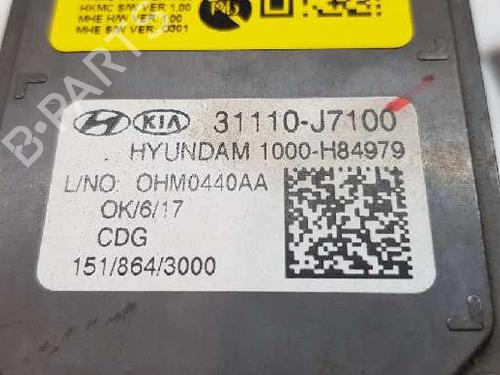 HKMC S/W VER 1.00
MHE H/W VER: 1.00
MHE S/W VER: 0301
HYUNDAI KIA 31110-J7100
HYUNDAM 1000-H84979
L/NO: OHM0440AA
OK/6/17
CDG
151/864/3000
B-PARTS